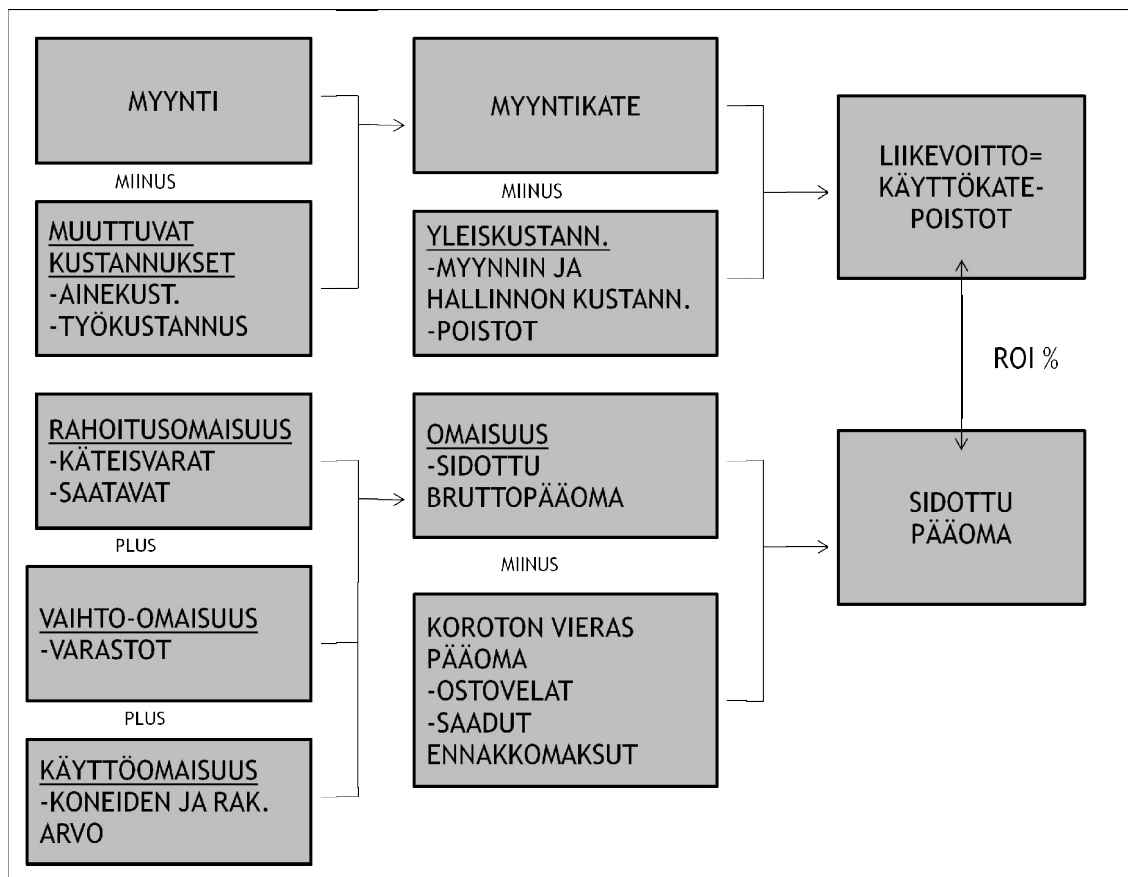 MYYNTI
MIINUS
MUUTTUVAT
KUSTANNUKSET
-AINEKUST.
-TYÖKUSTANNUS
MYYNTIKATE
MIINUS
YLEISKUSTANN.
-MYYNNIN JA
HALLINNON KUSTANN.
-POISTOT
LIIKEVOITTO=
KÄYTTÖKATE-
POISTOT
ROI %
RAHOITUSOMAISUUS
-KÄTEISVARAT
-SAATAVAT
PLUS
VAIHTO-OMAISUUS
-VARASTOT
PLUS
KÄYTTÖOMAISUUS
-KONEIDEN JA RAK.
ARVO
OMAISUUS
-SIDOTTU
BRUTTOPÄÄOMA
MIINUS
KOROTON VIERAS
PÄÄOMA
-OSTOVELAT
-SAADUT
ENNAKKOMAKSUT
SIDOTTU
PÄÄOMA